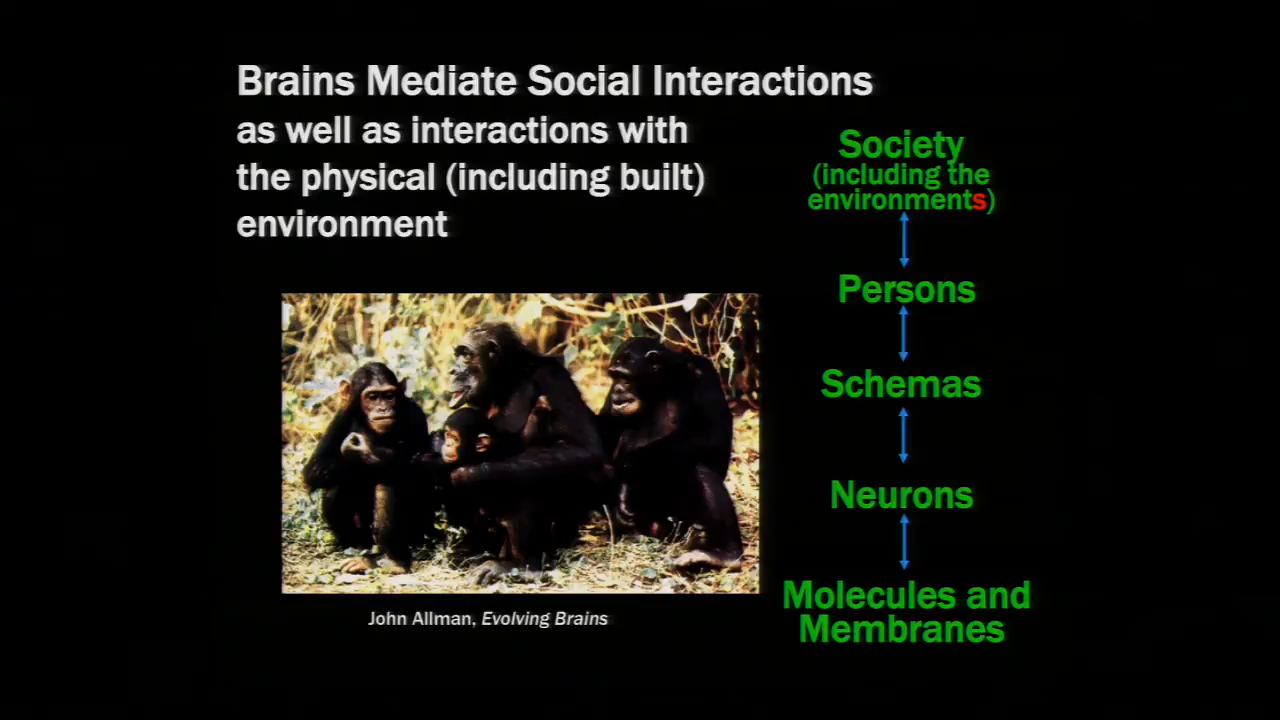 Brains Mediate Social Interactions
as well as interactions with
the physical (including built)
environment
Society
(including the
environments)
Persons
Schemas
Neurons
Molecules and
Membranes
John Allman, Evolving Brains